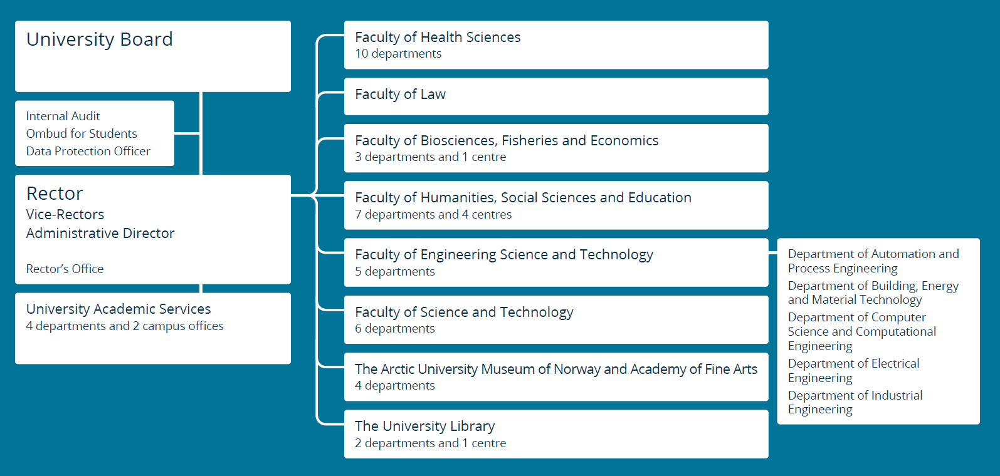 University Board
Internal Audit
Ombud for Students
Data Protection Officer
Rector
Vice-Rectors
Administrative Director
Rector’s Office
University Academic Services
4 departments and 2 campus offices
Faculty of Health Sciences
10 departments
Faculty of Law
Faculty of Biosciences, Fisheries and Economics
3 departments and 1 centre
Faculty of Humanities, Social Sciences and Education
7 departments and 4 centres
Faculty of Engineering Science and Technology
5 departments
Faculty of Science and Technology
6 departments
The Arctic University Museum of Norway and Academy of Fine Arts
4 departments
The University Library
2 departments and 1 centre
Department of Automation and
Process Engineering
Department of Building, Energy
and Material Technology
Department of Computer
Science and Computational
Engineering
Department of Electrical
Engineering
Department of Industrial
Engineering